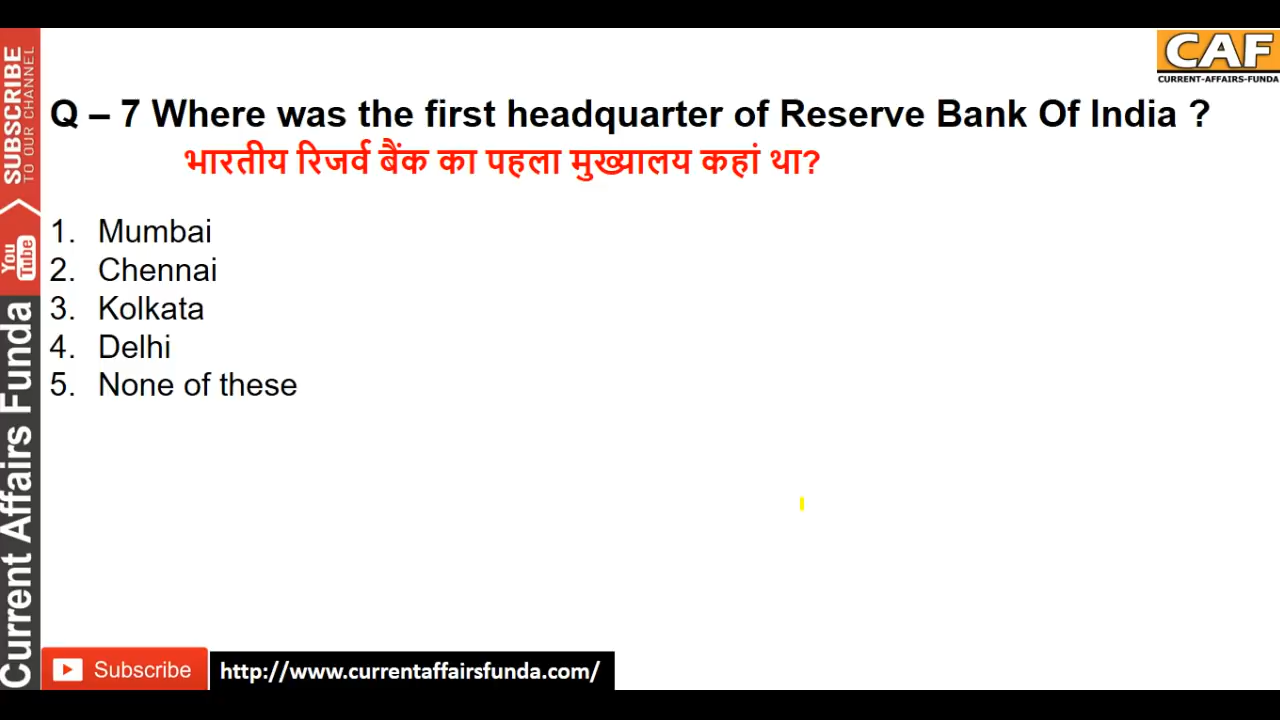 CAF
CURRENT-AFFAIRS-FUNDA
SUBSCRIBE
TO OUR CHANNEL
You Tube
Current Affairs Funda
Q – 7 Where was the first headquarter of Reserve Bank Of India ?
भारतीय रिजर्व बैंक का पहला मुख्यालय कहां था?
1. Mumbai
2. Chennai
3. Kolkata
4. Delhi
5. None of these
Subscribe
http://www.currentaffairsfunda.com/